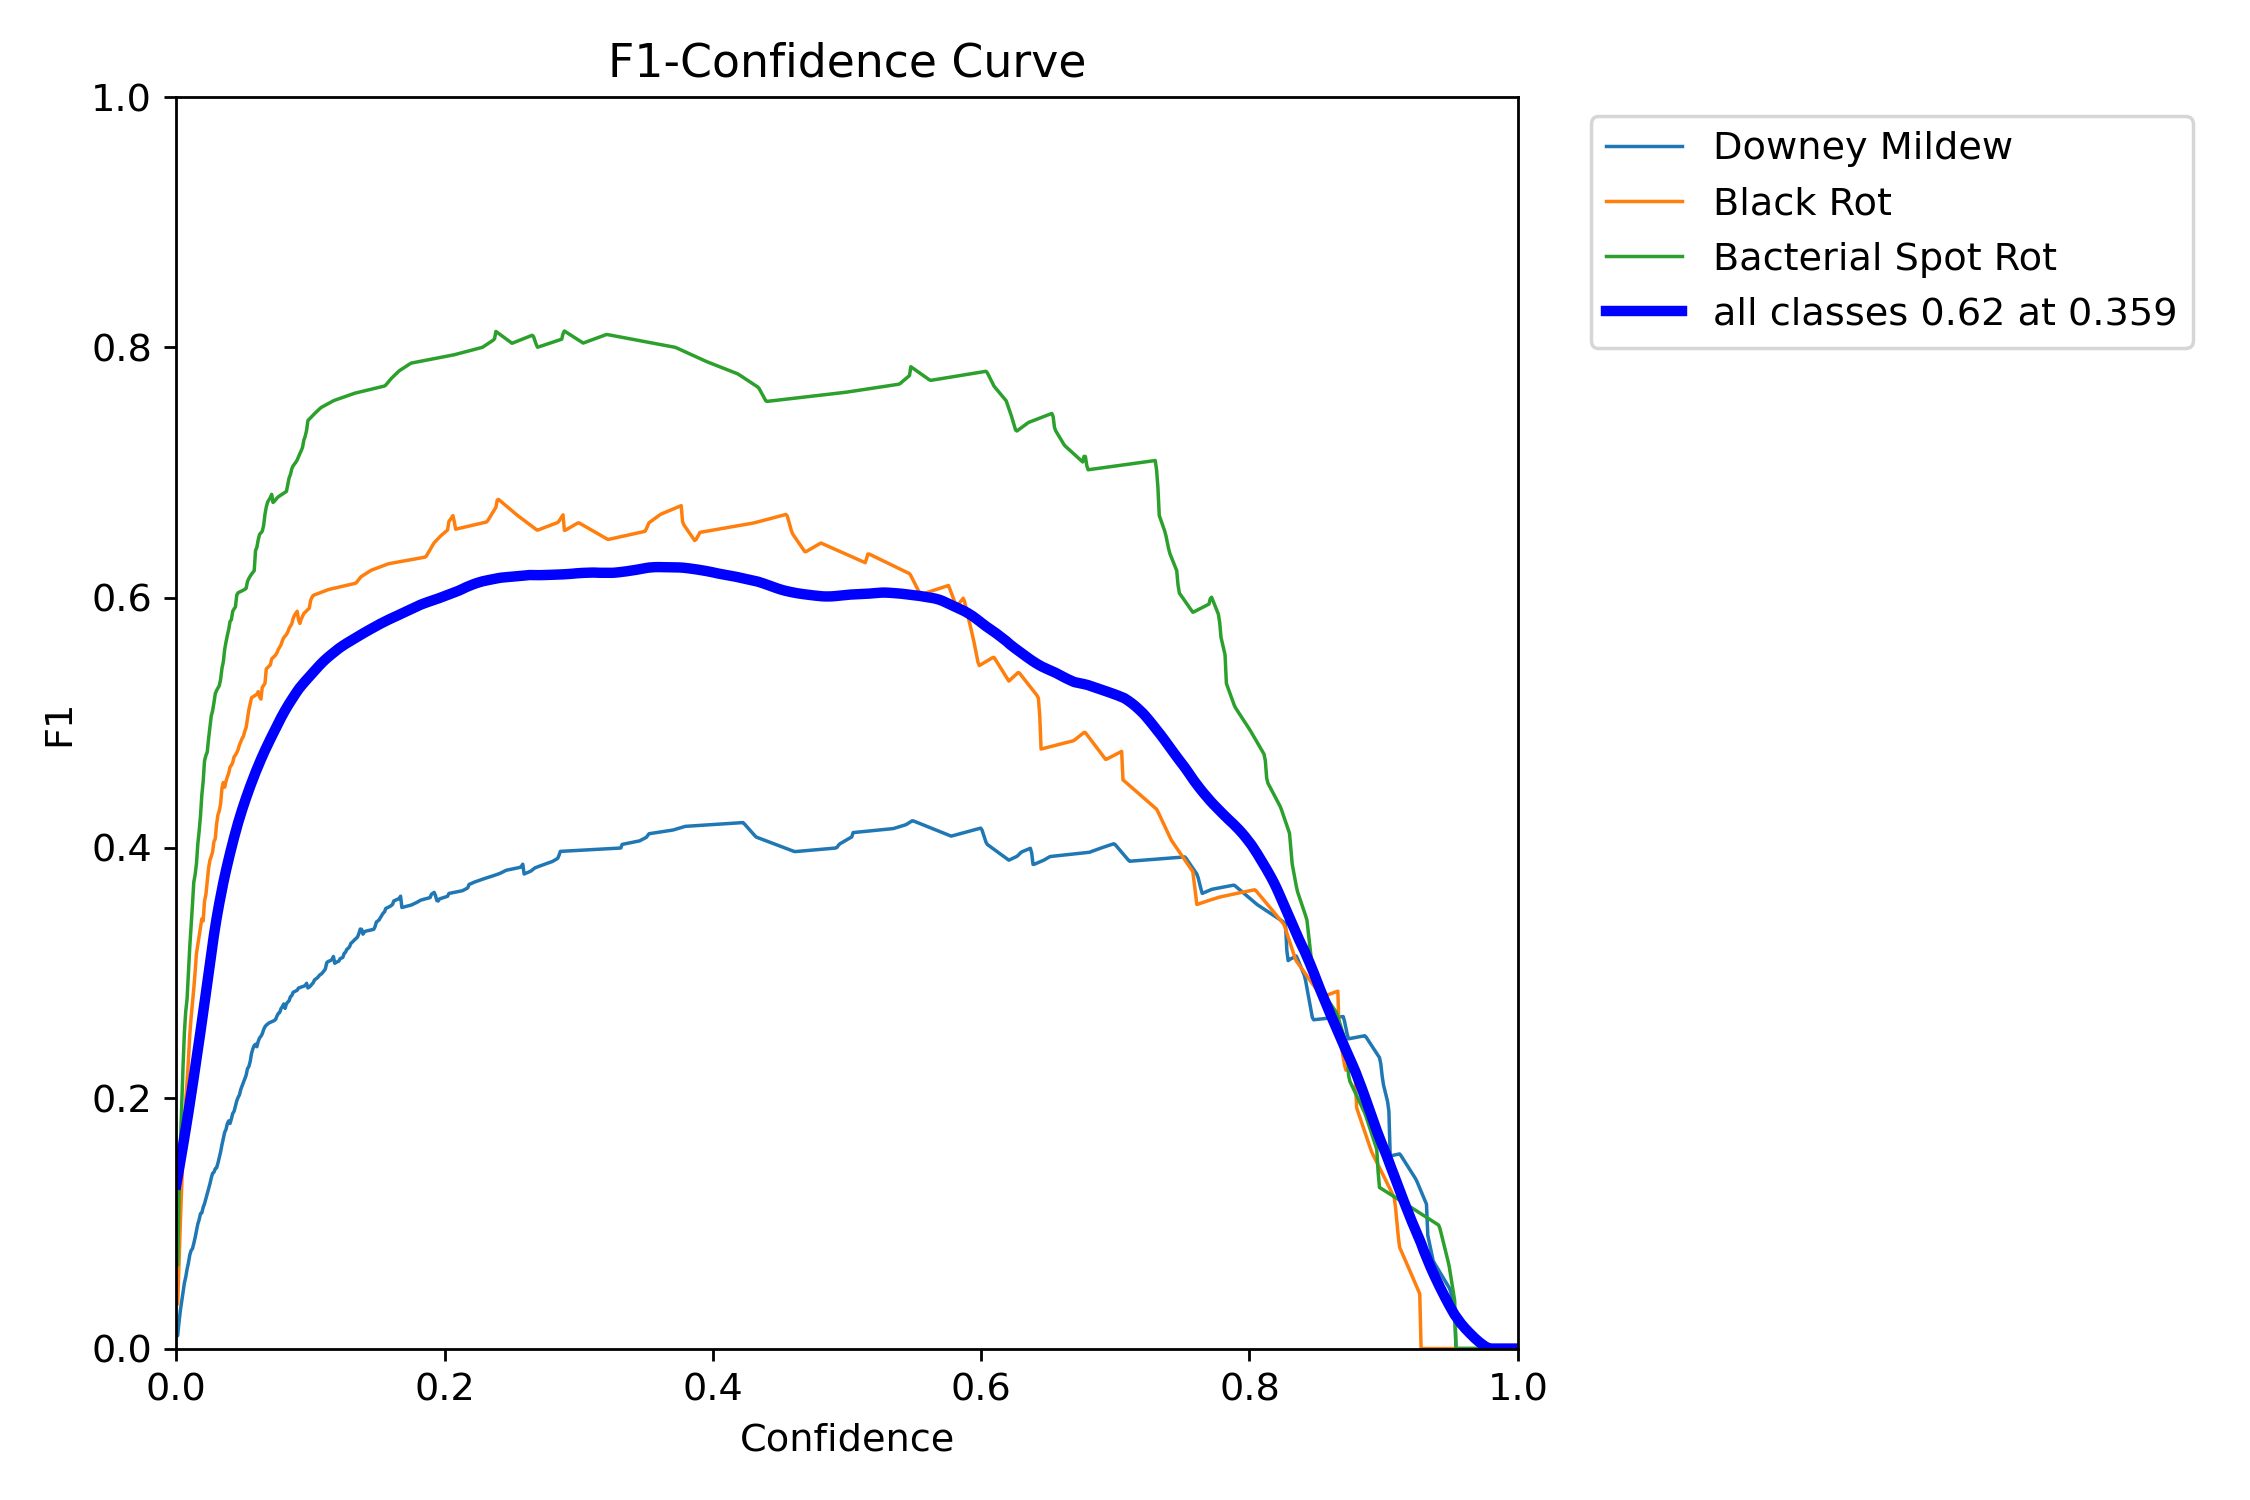 F1-Confidence Curve
1.0
0.8
0.6
0.4
0.2
0.0
F1
0.0 0.2 0.4 0.6 0.8 1.0
Confidence
Downey Mildew
Black Rot
Bacterial Spot Rot
all classes 0.62 at 0.359